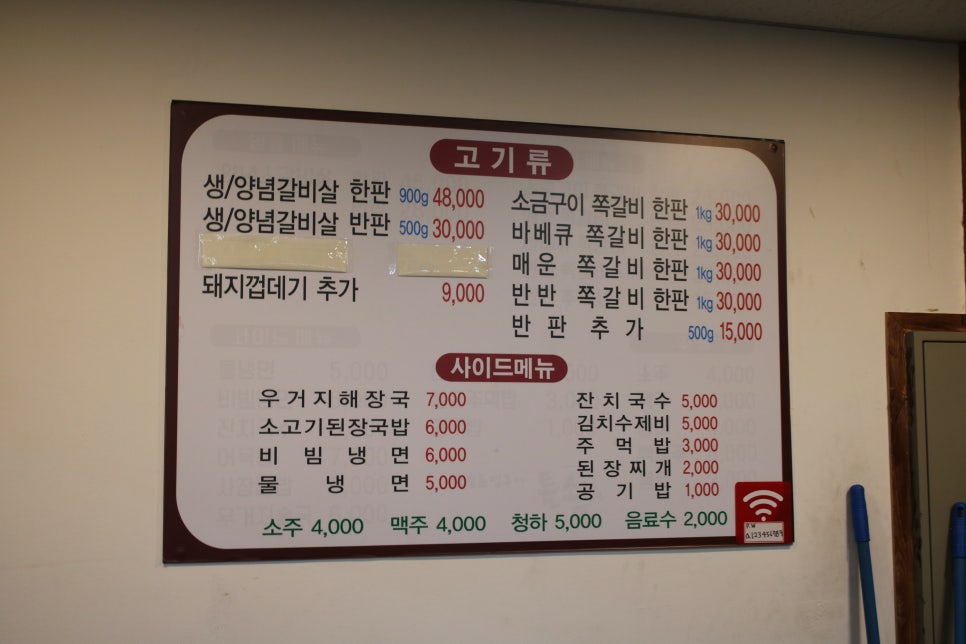 고기류
생/양념갈비살 한판 900g 48,000
생/양념갈비살 반판 500g 30,000
돼지껍데기 추가 9,000
소금구이 쪽갈비 한판 1kg 30,000
바베큐 쪽갈비 한판 1kg 30,000
매운 쪽갈비 한판 1kg 30,000
반반 쪽갈비 한판 1kg 30,000
반판 추가 500g 15,000
사이드메뉴
우거지해장국 7,000
소고기된장국밥 6,000
비빔냉면 6,000
물냉면 5,000
잔치국수 5,000
김치수제비 5,000
주먹밥 3,000
된장찌개 2,000
공기밥 1,000
소주 4,000 맥주 4,000 청하 5,000 음료수 2,000